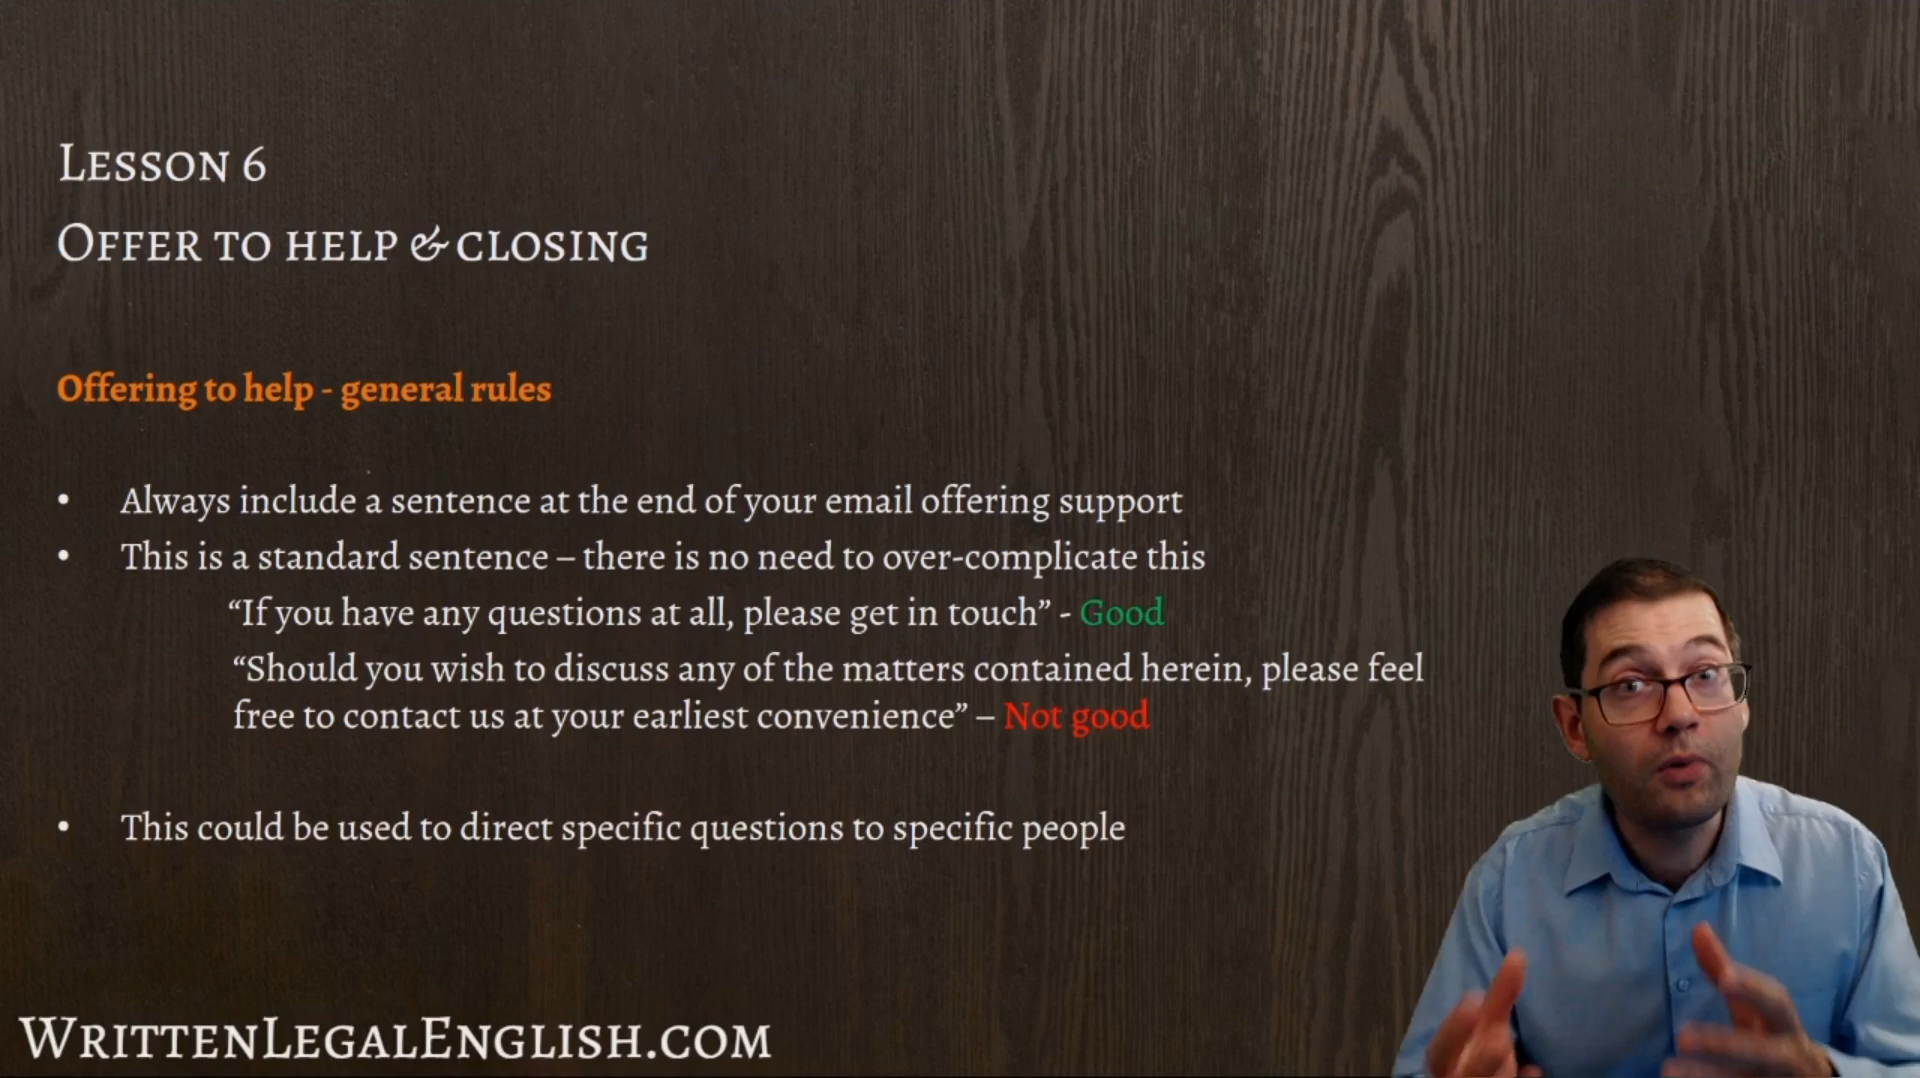 Lesson 6
Offer to help & closing
Offering to help - general rules
• Always include a sentence at the end of your email offering support
• This is a standard sentence – there is no need to over-complicate this
“If you have any questions at all, please get in touch” - Good
“Should you wish to discuss any of the matters contained herein, please feel
free to contact us at your earliest convenience” – Not good
• This could be used to direct specific questions to specific people
WrittenLegalEnglish.com